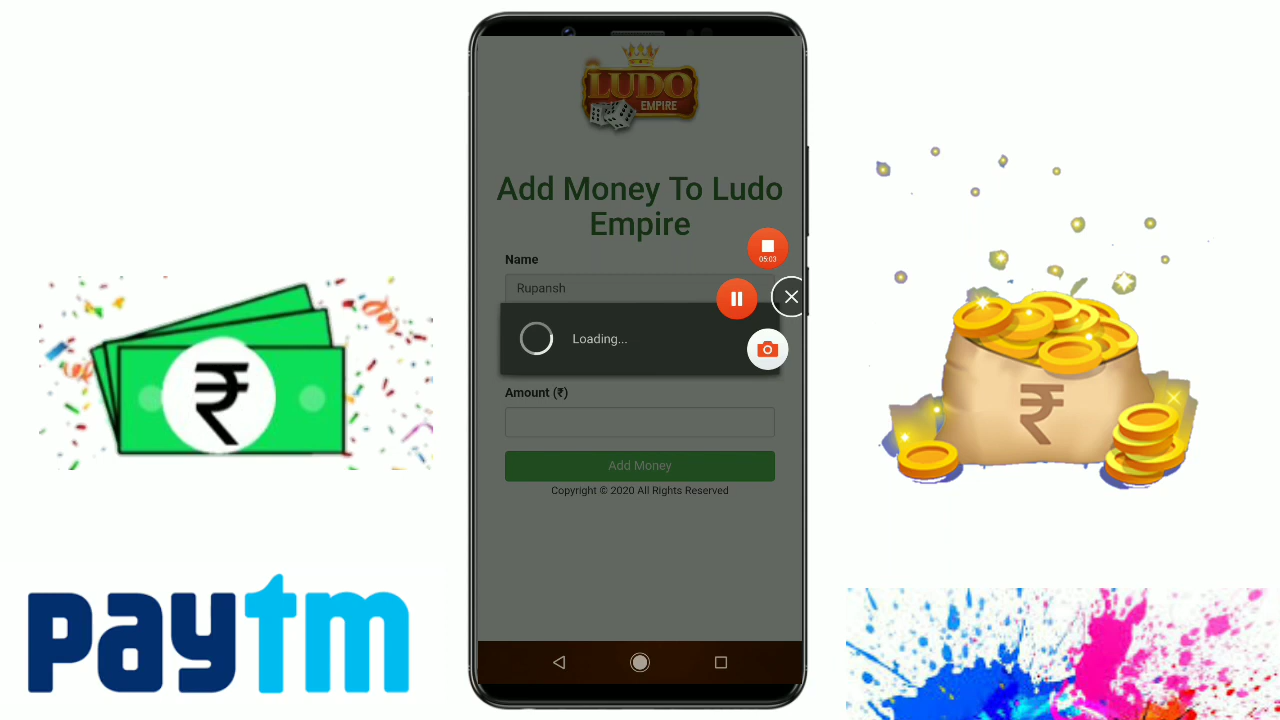 LUDO
EMPIRE
Add Money To Ludo
Empire
Name
05:03
Rupansh
Loading...
Amount (₹)
Add Money
Copyright © 2020 All Rights Reserved
₹
₹
paytm